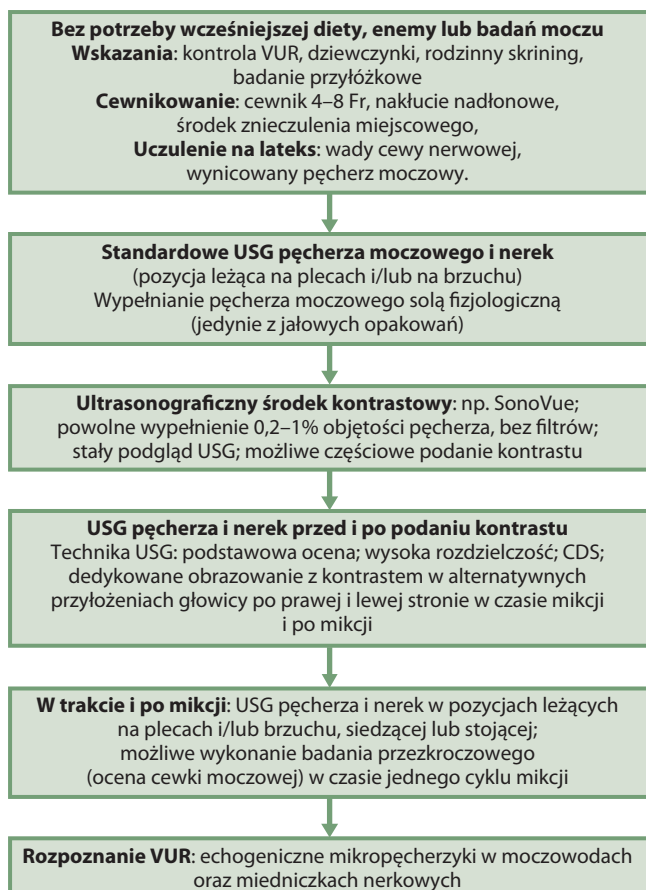 Bez potrzeby wcześniejszej diety, enemy lub badań moczu
Wskazania: kontrola VUR, dziewczynki, rodzinny skrining,
badanie przyłóżkowe
Cewnikowanie: cewnik 4–8 Fr, nakłucie nadłonowe,
środek znieczulenia miejscowego,
Uczulenie na lateks: wady cewy nerwowej,
wynicowany pęcherz moczowy.
Standardowe USG pęcherza moczowego i nerek
(pozycja leżąca na plecach i/lub na brzuchu)
Wypełnianie pęcherza moczowego solą fizjologiczną
(jedynie z jałowych opakowań)
Ultrasonograficzny środek kontrastowy: np. SonoVue;
powolne wypełnienie 0,2–1% objętości pęcherza, bez filtrów;
stały podgląd USG; możliwe częściowe podanie kontrastu
USG pęcherza i nerek przed i po podaniu kontrastu
Technika USG: podstawowa ocena; wysoka rozdzielczość; CDS;
dedykowane obrazowanie z kontrastem w alternatywnych
przyłożeniach głowicy po prawej i lewej stronie w czasie mikcji
i po mikcji
W trakcie i po mikcji: USG pęcherza i nerek w pozycjach leżących
na plecach i/lub brzuchu, siedzącej lub stojącej;
możliwe wykonanie badania przezkroczowego
(ocena cewki moczowej) w czasie jednego cyklu mikcji
Rozpoznanie VUR: echogeniczne mikropęcherzyki w moczowodach
oraz miedniczkach nerkowych